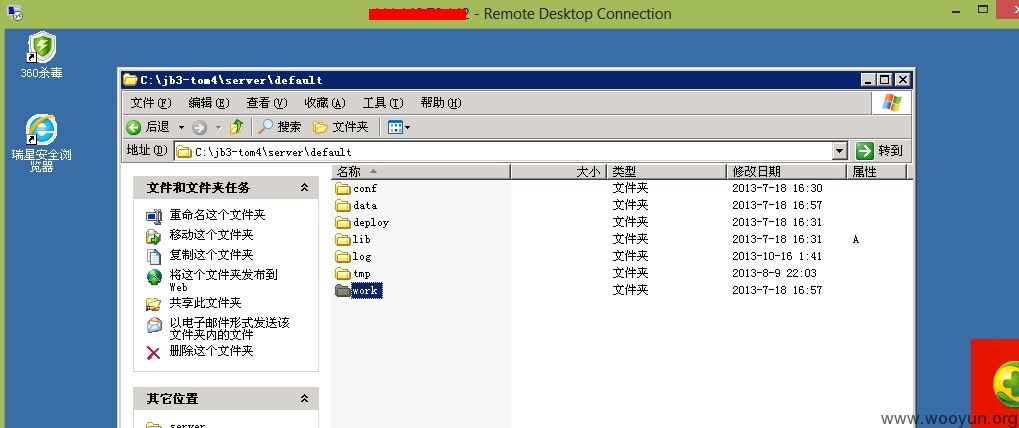 - Remote Desktop Connection
360杀毒
瑞星安全浏
览器
C:\jb3-tom4\server\default
文件(F) 编辑(E) 查看(V) 收藏(A) 工具(T) 帮助(H)
后退 搜索 文件夹
地址(D) C:\jb3-tom4\server\default 转到
文件和文件夹任务
重命名这个文件夹
移动这个文件夹
复制这个文件夹
将这个文件夹发布到
Web
共享此文件夹
以电子邮件形式发送该
文件夹内的文件
删除这个文件夹
其它位置
server
名称 大小 类型 修改日期 属性
conf 文件夹 2013-7-18 16:30
data 文件夹 2013-7-18 16:57
deploy 文件夹 2013-7-18 16:31
lib 文件夹 2013-7-18 16:31 A
log 文件夹 2013-10-16 1:41
tmp 文件夹 2013-8-9 22:03
work 文件夹 2013-7-18 16:57
www.wooyun.org